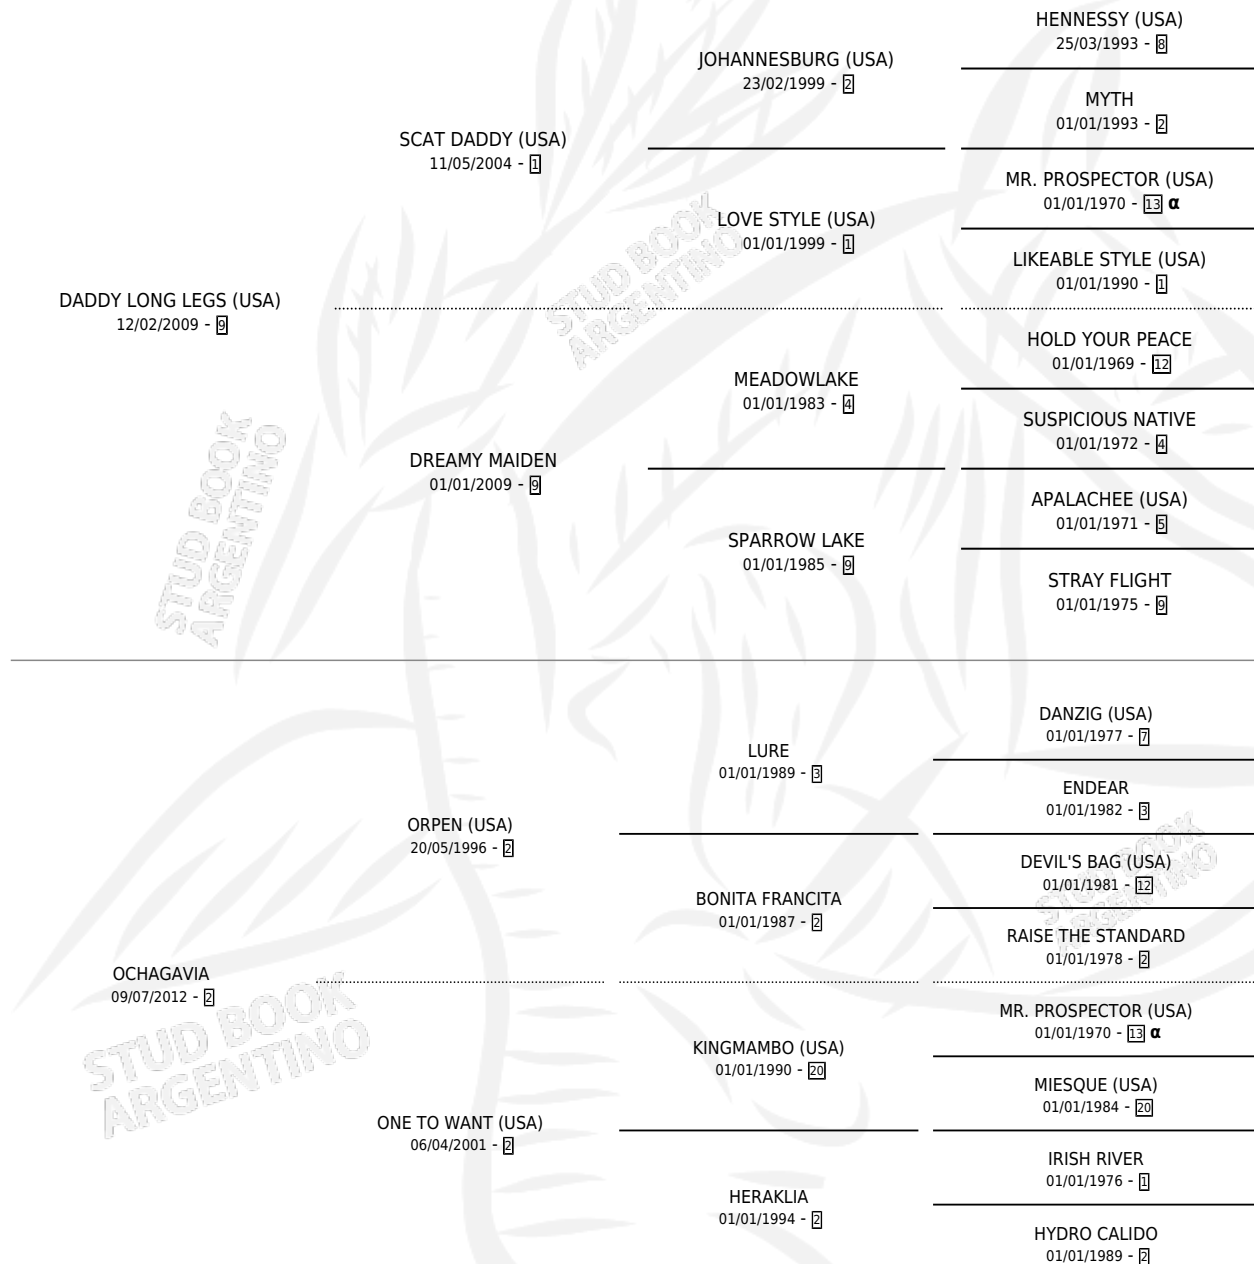 HENNESSY (USA)
25/03/1993 - 8
JOHANNESBURG (USA)
23/02/1999 - 2
MYTH
01/01/1993 - 2
SCAT DADDY (USA)
11/05/2004 - 1
MR. PROSPECTOR (USA)
01/01/1970 - 13 α
LOVE STYLE (USA)
01/01/1999 - 1
STUD BOOK
ARGENTINO
LIKEABLE STYLE (USA)
01/01/1990 - 1
DADDY LONG LEGS (USA)
12/02/2009 - 9
HOLD YOUR PEACE
01/01/1969 - 12
MEADOWLAKE
01/01/1983 - 4
SUSPICIOUS NATIVE
01/01/1972 - 4
DREAMY MAIDEN
01/01/2009 - 9
STUD BOOK
ARGENTINO
APALACHEE (USA)
01/01/1971 - 5
SPARROW LAKE
01/01/1985 - 9
STRAY FLIGHT
01/01/1975 - 9
DANZIG (USA)
01/01/1977 - 7
LURE
01/01/1989 - 3
ENDEAR
01/01/1982 - 3
ORPEN (USA)
20/05/1996 - 2
STUD BOOK
ARGENTINO
DEVIL'S BAG (USA)
01/01/1981 - 12
BONITA FRANCITA
01/01/1987 - 2
RAISE THE STANDARD
01/01/1978 - 2
OCHAGAVIA
09/07/2012 - 2
STUD BOOK
ARGENTINO
MR. PROSPECTOR (USA)
01/01/1970 - 13 α
KINGMAMBO (USA)
01/01/1990 - 20
MIESQUE (USA)
01/01/1984 - 20
ONE TO WANT (USA)
06/04/2001 - 2
IRISH RIVER
01/01/1976 - 1
HERAKLIA
01/01/1994 - 2
HYDRO CALIDO
01/01/1989 - 2